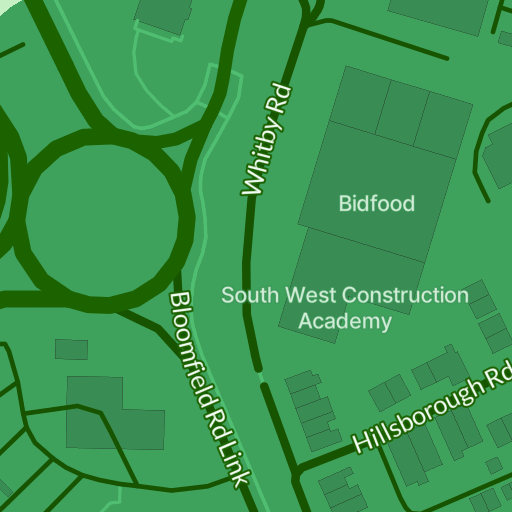 Whitby Rd
Bidfood
South West Construction
Academy
Bloomfield Rd Link
Hillsborough Rd